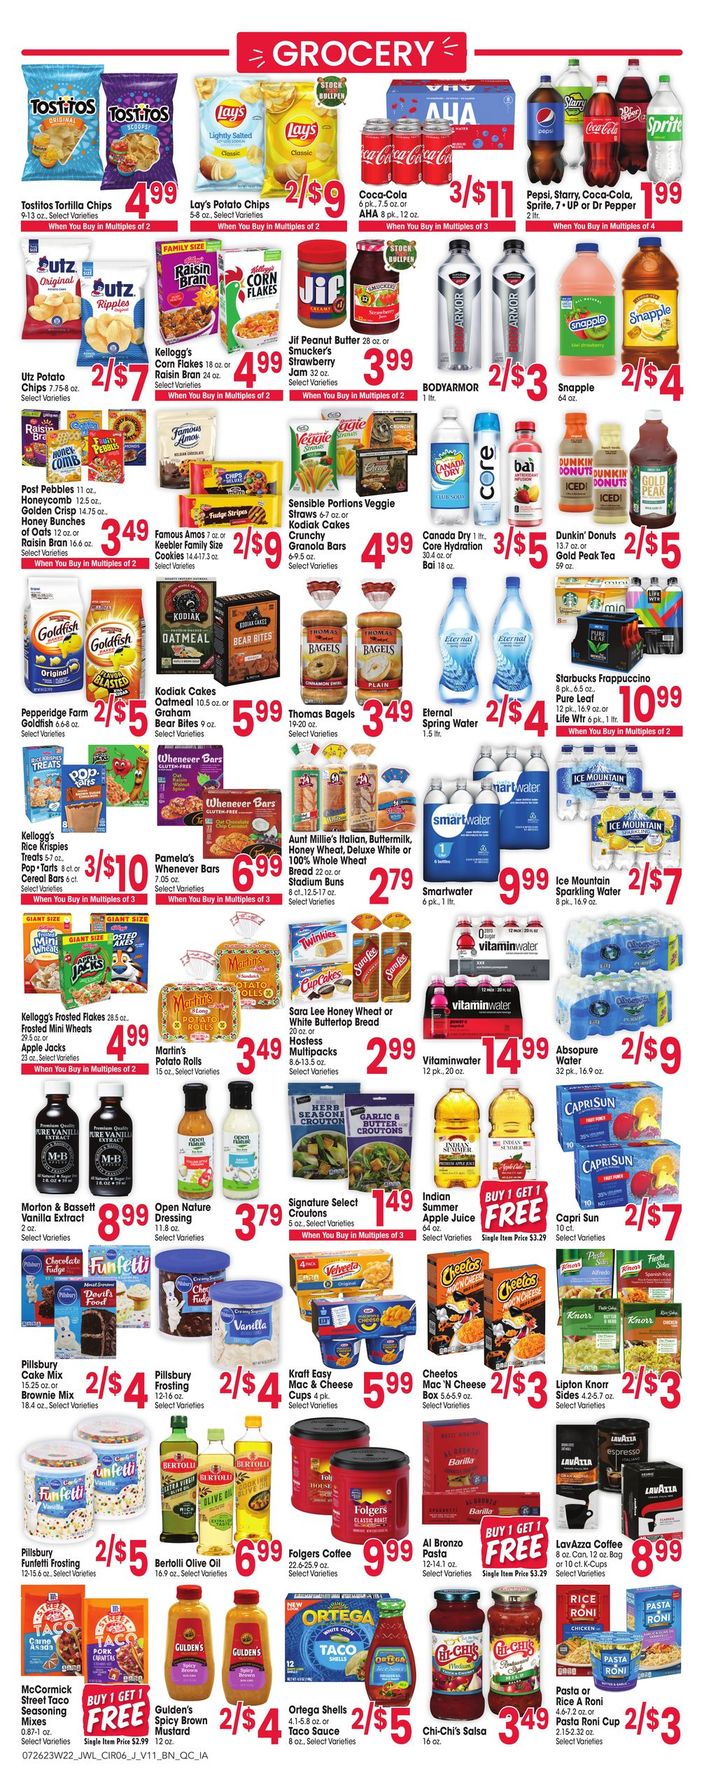 GROCERY
Tostitos Tortilla Chips
9-13 oz., Select Varieties
4 99
When You Buy in Multiples of 2
STOCK
BULLPEN
Lay's Potato Chips
5-8 oz., Select Varieties
2/$9
Coca-Cola
6 pk., 7.5 oz. or
AHA 8 pk., 12 oz.
3/$11
When You Buy in Multiples of 3
Pepsi, Starry, Coca-Cola,
Sprite, 7•UP or Dr Pepper
2 ltr.
1 99
When You Buy in Multiples of 4
Utz Potato
Chips 7.75-8 oz.
Select Varieties
2/$7
Kellogg's
Corn Flakes 18 oz. or
Raisin Bran 24 oz.
Select Varieties
4 99
When You Buy in Multiples of 2
STOCK
BULLPEN
Jif Peanut Butter 28 oz. or
Smucker's
Strawberry
Jam 32 oz.
Select Varieties
3 99
When You Buy in Multiples of 2
BODYARMOR
1 ltr.
2/$3
Snapple
64 oz.
2/$4
Post Pebbles 11 oz.,
Honeycomb 12.5 oz.,
Golden Crisp 14.75 oz.,
Honey Bunches
of Oats 12 oz. or
Raisin Bran 16.6 oz.
3 49
When You Buy in Multiples of 2
Famous Amos 7 oz. or
Keebler Family Size
Cookies 14.4-17.3 oz.
Select Varieties
2/$9
Sensible Portions Veggie
Straws 6-7 oz. or
Kodiak Cakes
Crunchy
Granola Bars
6-9.5 oz.
Select Varieties
4 99
Canada Dry 1 ltr.,
Core Hydration
30.4 oz. or
Bai 18 oz.
3/$5
Dunkin' Donuts
13.7 oz. or
Gold Peak Tea
59 oz.
2/$5
Pepperidge Farm
Goldfish 6.6-8 oz.
Select Varieties
2/$5
Kodiak Cakes
Oatmeal 10.5 oz. or
Graham
Bear Bites 9 oz.
Select Varieties
5 99
Thomas Bagels
19-20 oz.
Select Varieties
3 49
Eternal
Spring Water
1.5 ltr.
2/$4
Starbucks Frappuccino
8 pk., 6.5 oz.,
Pure Leaf
12 pk., 16.9 oz. or
Life Wtr 6 pk., 1 ltr.
10 99
When You Buy in Multiples of 2
Kellogg's
Rice Krispies
Treats 5-7 oz.,
Pop•Tarts 8 ct. or
Cereal Bars 6 ct.
Select Varieties
3/$10
When You Buy in Multiples of 3
Pamela's
Whenever Bars
7.05 oz.
Select Varieties
6 99
When You Buy in Multiples of 3
Aunt Millie's Italian, Buttermilk,
Honey Wheat, Deluxe White or
100% Whole Wheat
Bread 22 oz. or
Stadium Buns
8 ct., 12.5-17 oz.
Select Varieties
2 79
Smartwater
6 pk., 1 ltr.
9 99
Ice Mountain
Sparkling Water
8 pk., 16.9 oz.
2/$7
Kellogg's Frosted Flakes 28.5 oz.,
Frosted Mini Wheats
29.5 oz. or
Apple Jacks
23 oz., Select Varieties
4 99
When You Buy in Multiples of 2
Martin's
Potato Rolls
15 oz., Select Varieties
3 49
Sara Lee Honey Wheat or
White Buttertop Bread
20 oz. or
Hostess
Multipacks
8.6-13.5 oz.
Select Varieties
2 99
Vitaminwater
12 pk., 20 oz.
14 99
Absopure
Water
32 pk., 16.9 oz.
2/$9
Morton & Bassett
Vanilla Extract
2 oz.
Select Varieties
8 99
Open Nature
Dressing
11.8 oz.
Select Varieties
3 79
Signature Select
Croutons
5 oz., Select Varieties
1 49
When You Buy in Multiples of 3
Indian
Summer
Apple Juice
64 oz.
BUY 1 GET 1
FREE
Single Item Price $3.29
Capri Sun
10 ct.
2/$7
Pillsbury
Cake Mix
15.25 oz. or
Brownie Mix
18.4 oz., Select Varieties
2/$4
Pillsbury
Frosting
12-16 oz.
Select Varieties
2/$4
Kraft Easy
Mac & Cheese
Cups 4 pk.
Select Varieties
5 99
Cheetos
Mac 'N Cheese
Box 5.6-5.9 oz.
Select Varieties
2/$3
Lipton Knorr
Sides 4.2-5.7 oz.
Select Varieties
2/$3
Pillsbury
Funfetti Frosting
12-15.6 oz., Select Varieties
2/$5
Bertolli Olive Oil
16.9 oz., Select Varieties
6 99
Folgers Coffee
22.6-25.9 oz.
Select Varieties
9 99
Al Bronzo
Pasta
12-14.1 oz.
Select Varieties
BUY 1 GET 1
FREE
Single Item Price $3.29
LavAzza Coffee
8 oz. Can, 12 oz. Bag
or 10 ct. K-Cups
Select Varieties
8 99
McCormick
Street Taco
Seasoning
Mixes
0.87-1 oz.
Select Varieties
BUY 1 GET 1
FREE
Single Item Price $2.99
Gulden's
Spicy Brown
Mustard
12 oz.
2/$4
Ortega Shells
4.9-5 oz. or
Taco Sauce
8 oz., Select Varieties
2/$5
Chi-Chi's Salsa
16 oz.
3 49
Pasta or
Rice A Roni
4.6-7.2 oz. or
Pasta Roni Cup
2.15-2.32 oz.
Select Varieties
2/$3
072623W22_JWL_CIR06_J_V11_BN_QC_IA